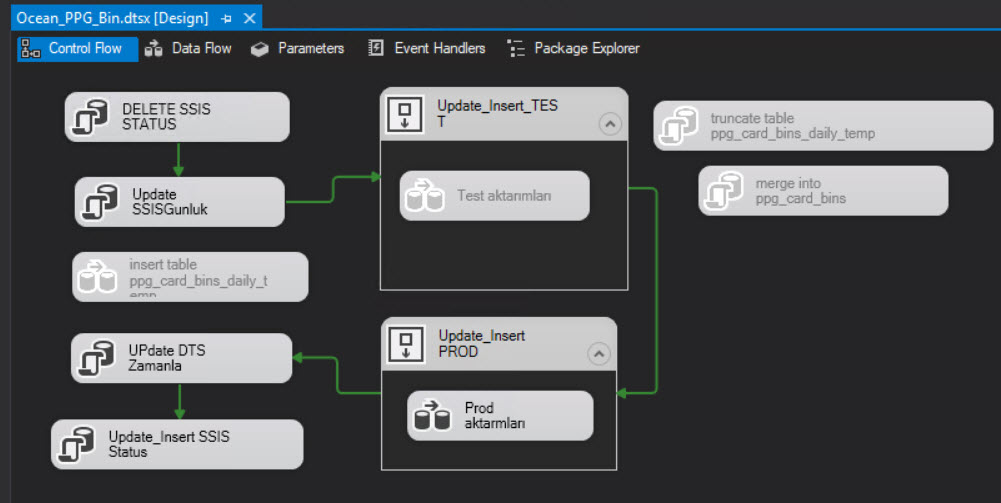 Ocean_PPG_Bin.dtsx [Design]
Control Flow
Data Flow
Parameters
Event Handlers
Package Explorer
DELETE SSIS
STATUS
Update
SSISGunluk
insert table
ppg_card_bins_daily_t
emp
UPdate DTS
Zamanla
Update_Insert SSIS
Status
Update_Insert_TES
T
Test aktarımları
Update_Insert
PROD
Prod
aktarmları
truncate table
ppg_card_bins_daily_temp
merge into
ppg_card_bins